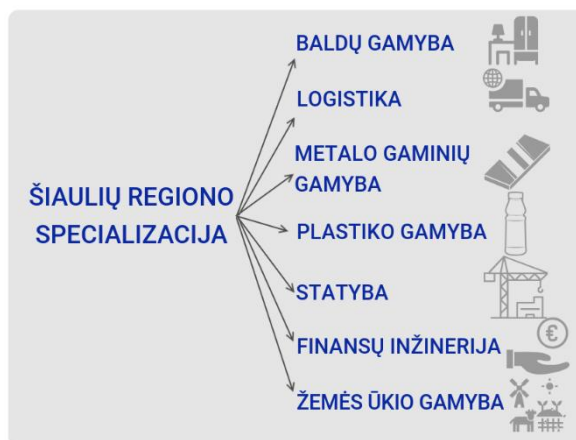 ŠIAULIŲ REGIONO
SPECIALIZACIJA
BALDŲ GAMYBA
LOGISTIKA
METALO GAMINIŲ
GAMYBA
PLASTIKO GAMYBA
STATYBA
FINANSŲ INŽINERIJA
ŽEMĖS ŪKIO GAMYBA